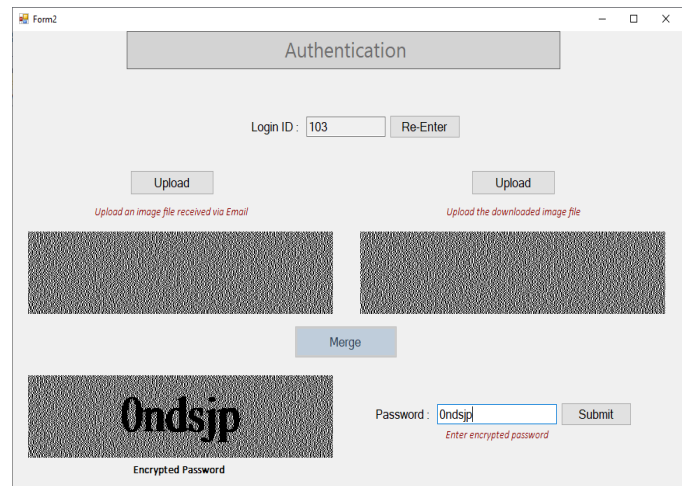 Form2
Authentication
Login ID : 103 Re-Enter
Upload Upload
Upload an image file received via Email Upload the downloaded image file
Merge
0ndsjp
Password : 0ndsjp Submit
Enter encrypted password
Encrypted Password